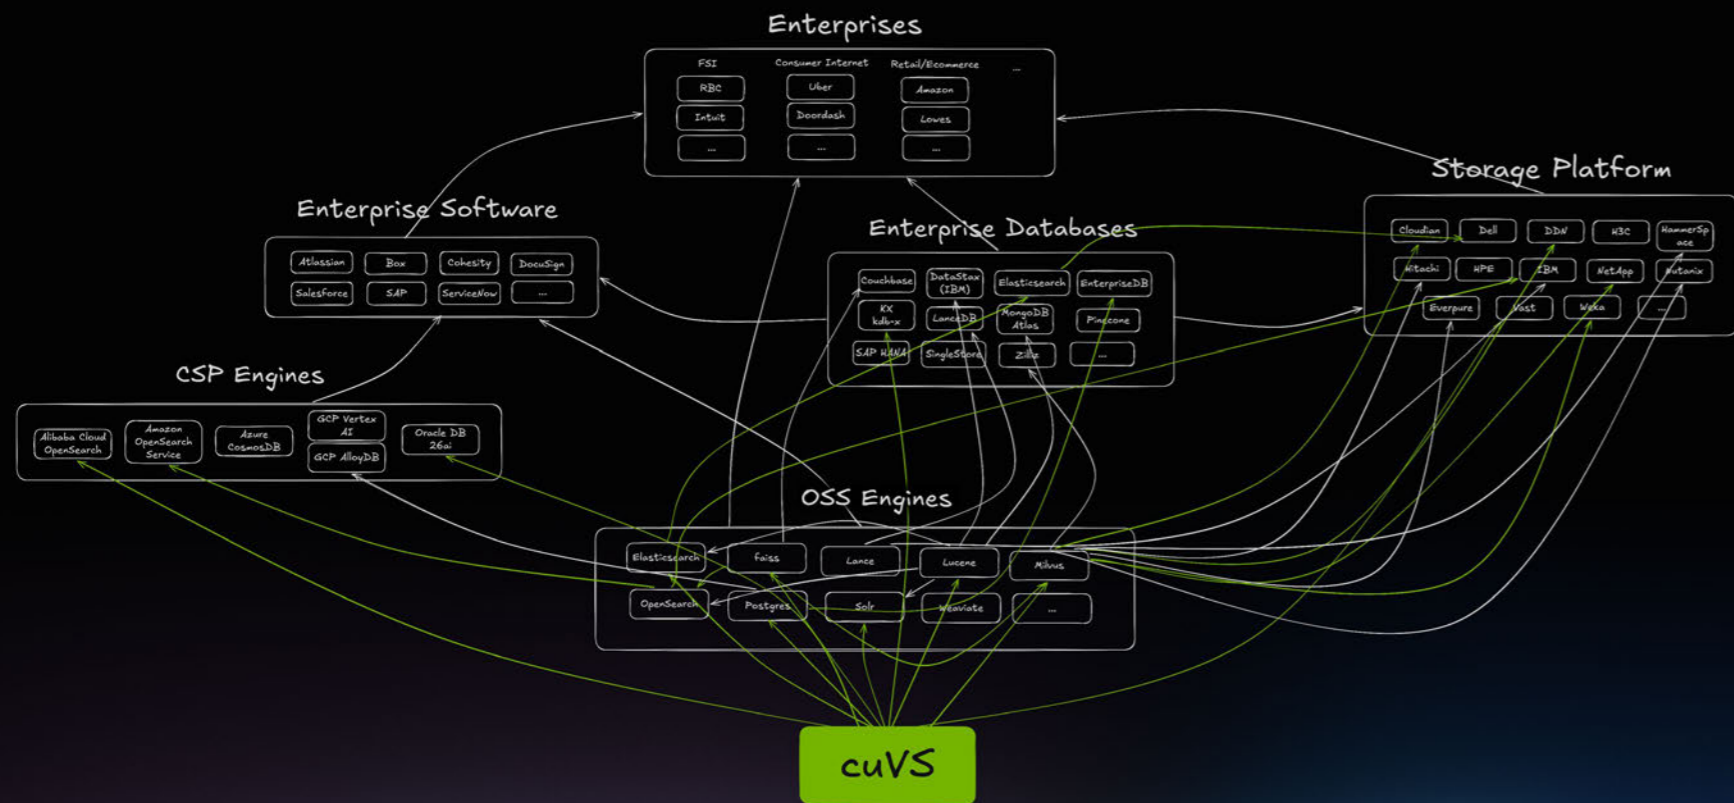 Enterprises
FSI
Consumer Internet
Retail/Ecommerce
...
RBC
Uber
Amazon
Intuit
Doordash
Lowes
...
...
...
Storage Platform
Cloudian
Dell
DDN
H3C
HammerSp
ace
Hitachi
HPE
IBM
NetApp
Nutanix
Everpure
Vast
Weka
...
Enterprise Software
Atlassian
Box
Cohesity
DocuSign
Salesforce
SAP
ServiceNow
...
Enterprise Databases
Couchbase
DataStax
(IBM)
Elasticsearch
EnterpriseDB
KX
kdb-x
LanceDB
MongoDB
Atlas
Pinecone
SAP HANA
SingleStore
Zilliz
...
CSP Engines
Alibaba Cloud
OpenSearch
Amazon
OpenSearch
Service
Azure
CosmosDB
GCP Vertex
AI
GCP AlloyDB
Oracle DB
26ai
OSS Engines
Elasticsearch
faiss
Lance
Lucene
Milvus
OpenSearch
Postgres
Solr
Weaviate
...
cuVS